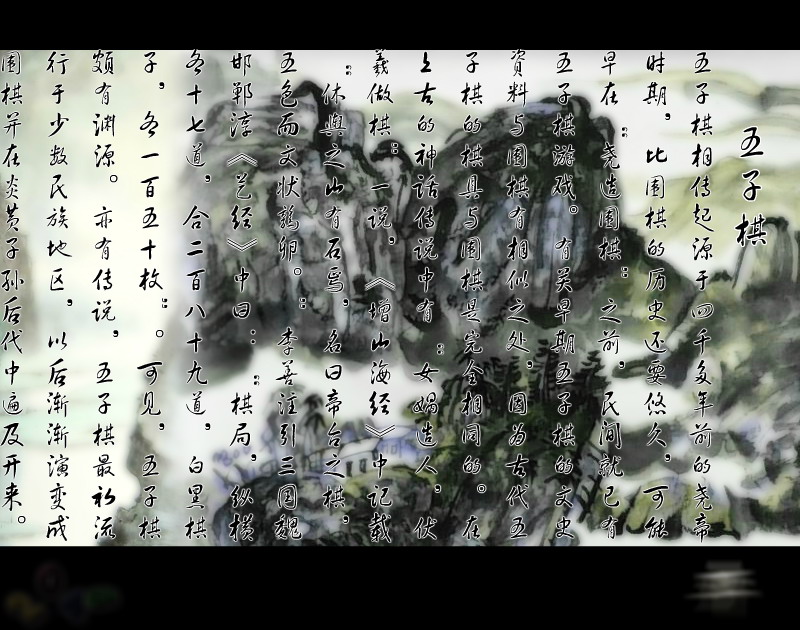 五子棋
五子棋相传起源于四千多年前的尧帝
时期，比围棋的历史还要悠久，可能
早在“尧造围棋”之前，民间就已有
五子棋游戏。有关早期五子棋的文史
资料与围棋有相似之处，因为古代五
子棋的棋具与围棋是完全相同的。在
上古的神话传说中有“女娲造人，伏
羲做棋”一说，《增山海经》中记载
“休舆之山有石焉，名曰帝台之棋，
五色而文状鹑卵。”李善注引三国魏
邯郸淳《艺经》中曰：“棋局，纵横
各十七道，合二百八十九道，白黑棋
子，各一百五十枚”。可见，五子棋
颇有渊源。亦有传说，五子棋最初流
行于少数民族地区，以后渐渐演变成
围棋并在炎黄子孙后代中遍及开来。